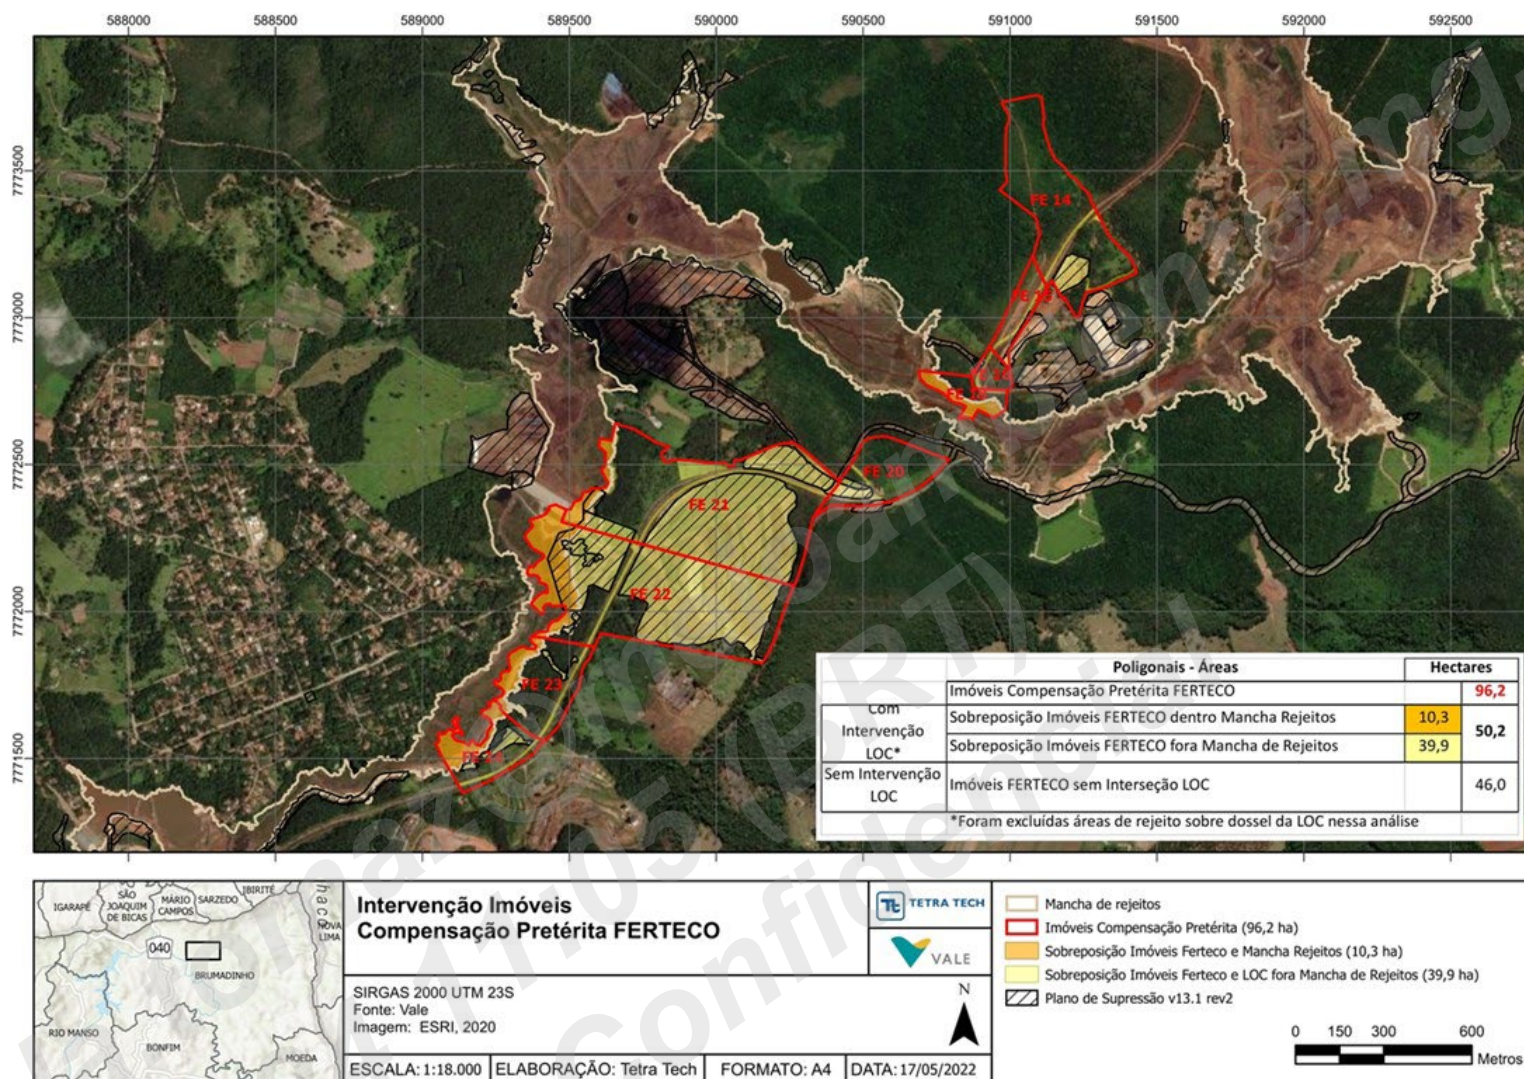 588000 588500 589000 589500 590000 590500 591000 591500 592000 592500
7773500
7773000
7772500
7772000
7771500
FE 14
FE 20
FE 21
FE 22
FE 23
Poligonais - Áreas Hectares
Imóveis Compensação Pretérita FERTECO 96,2
Com Intervenção LOC*
Sobreposição Imóveis FERTECO dentro Mancha Rejeitos 10,3
50,2
Sobreposição Imóveis FERTECO fora Mancha de Rejeitos 39,9
Sem Intervenção LOC
Imóveis FERTECO sem Interseção LOC 46,0
*Foram excluídas áreas de rejeito sobre dossel da LOC nessa análise
IGARAPÉ
SÃO JOAQUIM DE BICAS
MÁRIO CAMPOS
SARZEDO
IBIRITÉ
NOVA LIMA
040
BRUMADINHO
RIO MANSO
BONFIM
MOEDA
Intervenção Imóveis
Compensação Pretérita FERTECO
TETRA TECH
VALE
SIRGAS 2000 UTM 23S
Fonte: Vale
Imagem: ESRI, 2020
N
ESCALA: 1:18.000 ELABORAÇÃO: Tetra Tech FORMATO: A4 DATA: 17/05/2022
Mancha de rejeitos
Imóveis Compensação Pretérita (96,2 ha)
Sobreposição Imóveis Ferteco e Mancha Rejeitos (10,3 ha)
Sobreposição Imóveis Ferteco e LOC fora Mancha de Rejeitos (39,9 ha)
Plano de Supressão v13.1 rev2
0 150 300 600
Metros
11:05 (BRT)
Confidencial